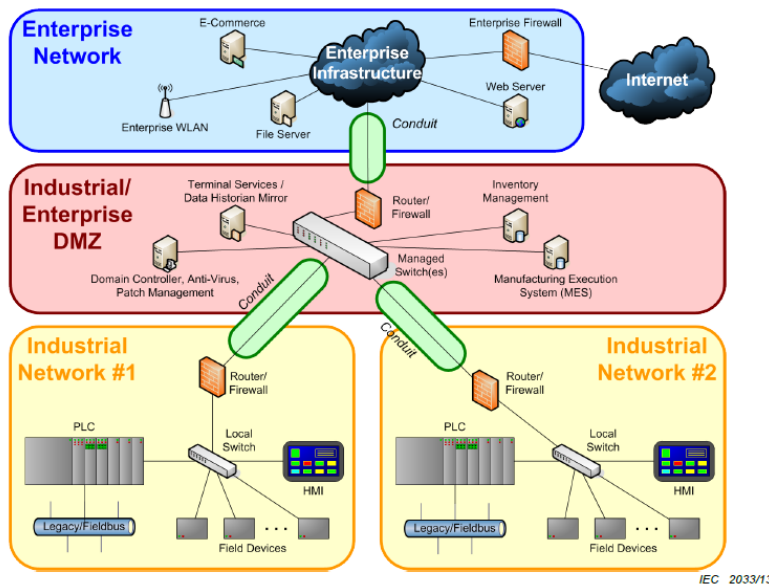 Enterprise
Network
E-Commerce
Enterprise WLAN
File Server
Enterprise
Infrastructure
Enterprise Firewall
Web Server
Internet
Conduit
Industrial/
Enterprise
DMZ
Terminal Services /
Data Historian Mirror
Domain Controller, Anti-Virus,
Patch Management
Router/
Firewall
Managed
Switch(es)
Inventory
Management
Manufacturing Execution
System (MES)
Conduit
Conduit
Industrial
Network #1
Router/
Firewall
PLC
Local
Switch
HMI
Legacy/Fieldbus
Field Devices
Industrial
Network #2
Router/
Firewall
PLC
Local
Switch
HMI
Legacy/Fieldbus
Field Devices
IEC